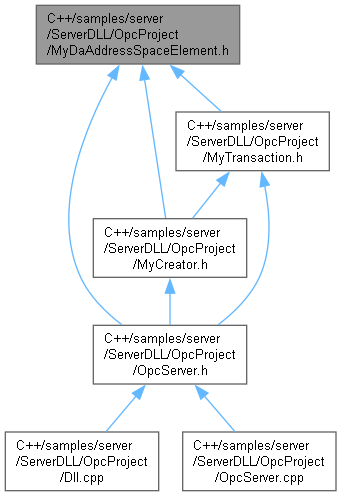 C++/samples/server
/ServerDLL/OpcProject
/MyDaAddressSpaceElement.h
C++/samples/server
/ServerDLL/OpcProject
/MyTransaction.h
C++/samples/server
/ServerDLL/OpcProject
/MyCreator.h
C++/samples/server
/ServerDLL/OpcProject
/OpcServer.h
C++/samples/server
/ServerDLL/OpcProject
/Dll.cpp
C++/samples/server
/ServerDLL/OpcProject
/OpcServer.cpp